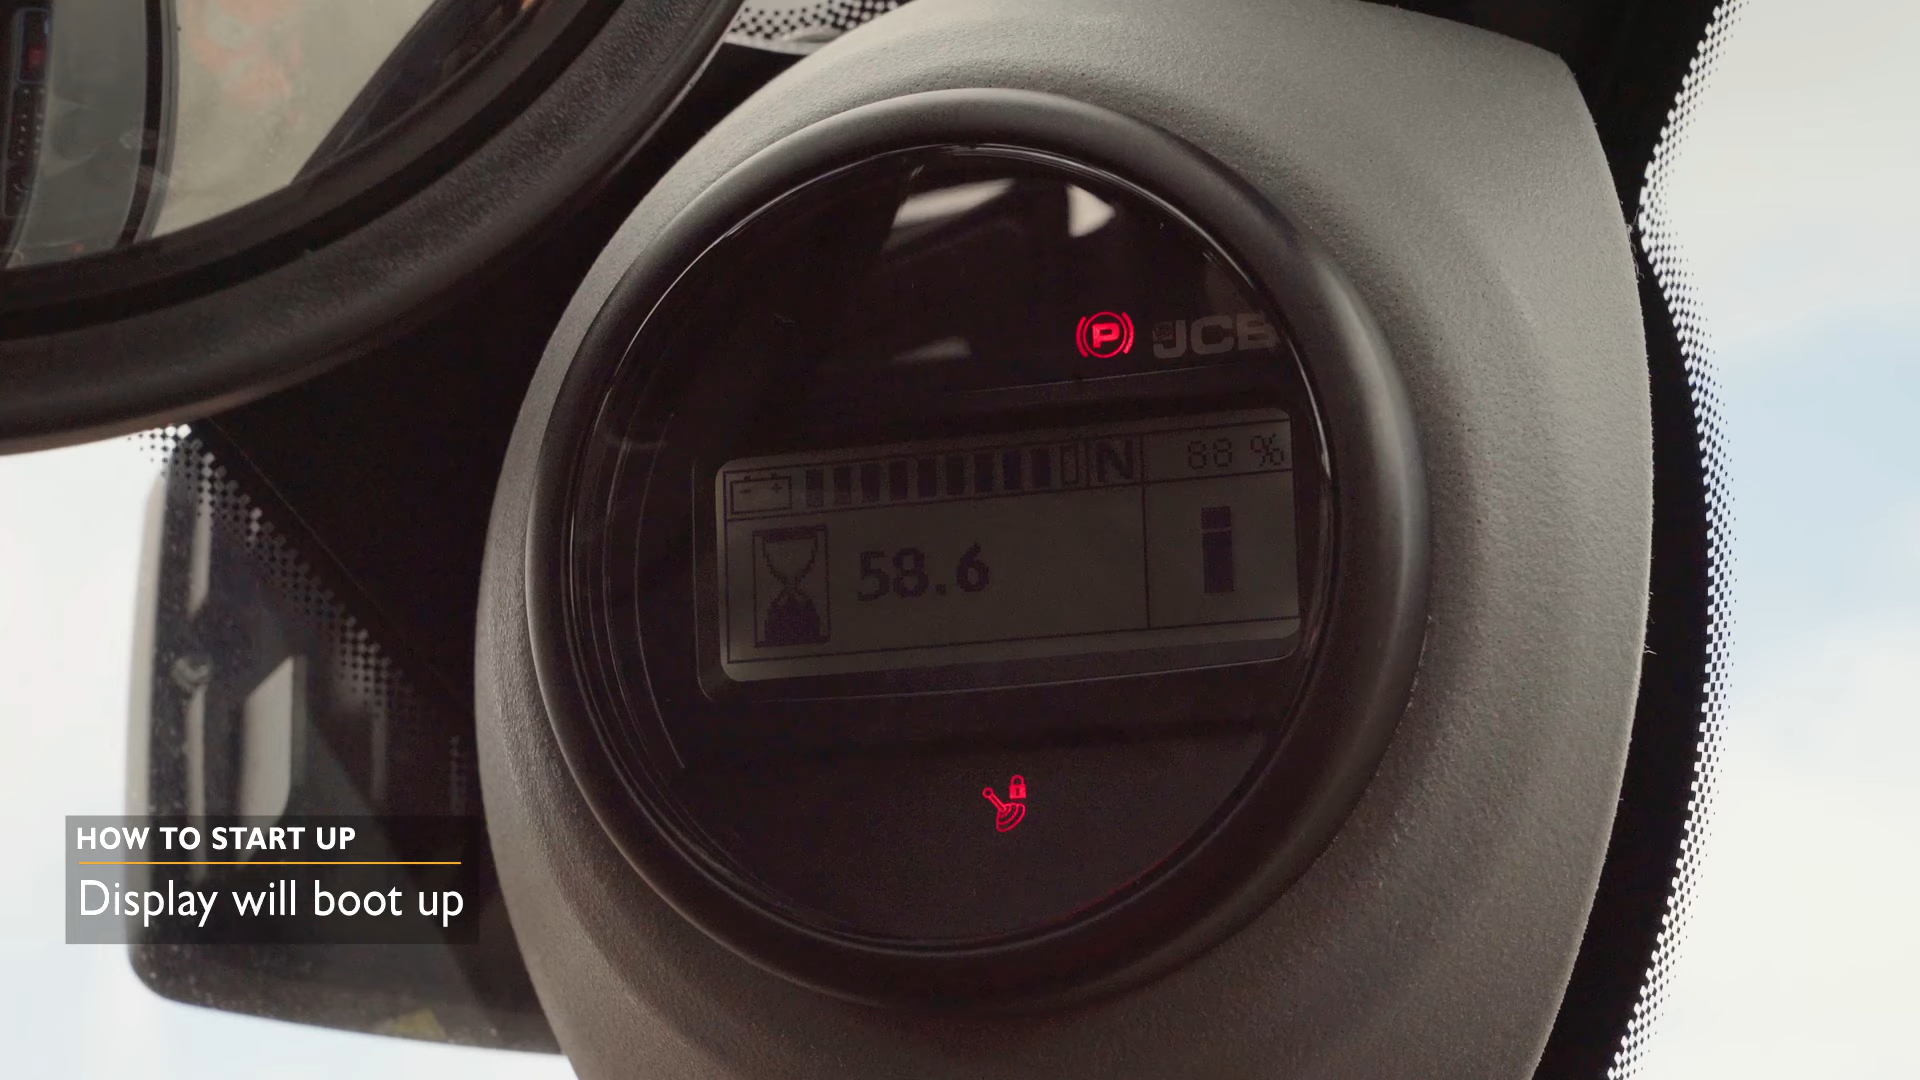 P JCB
N 88 %
58.6
HOW TO START UP
Display will boot up